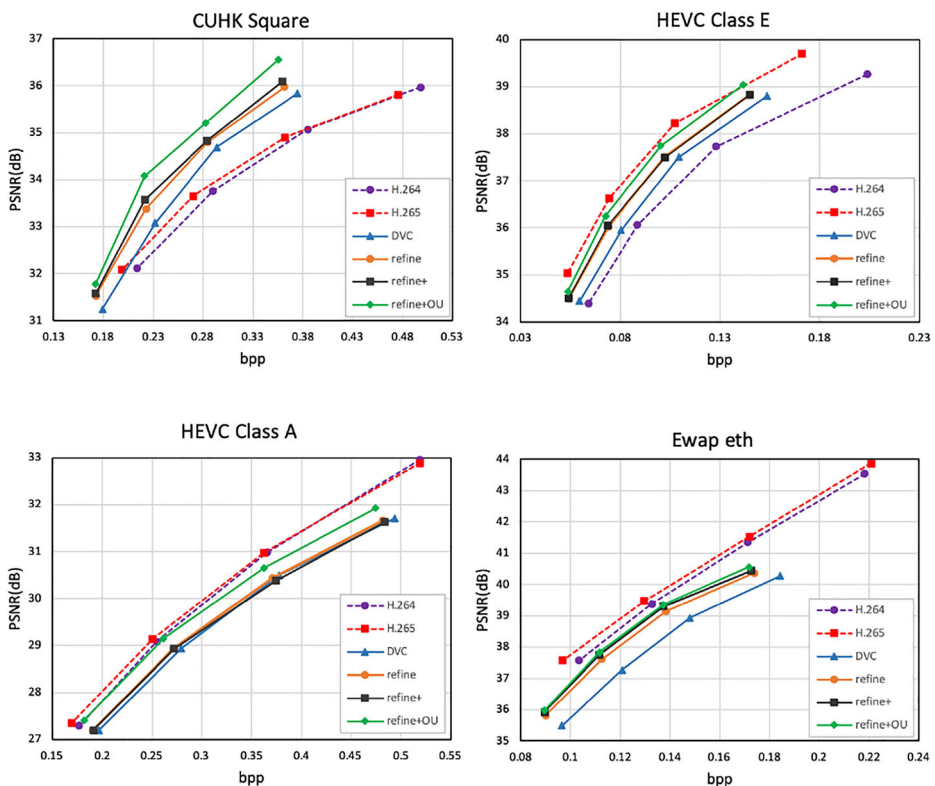 CUHK Square
PSNR(dB)
37
36
35
34
33
32
31
0.13 0.18 0.23 0.28 0.33 0.38 0.43 0.48 0.53
bpp
H.264
H.265
DVC
refine
refine+
refine+OU
HEVC Class E
PSNR(dB)
40
39
38
37
36
35
34
0.03 0.08 0.13 0.18 0.23
bpp
H.264
H.265
DVC
refine
refine+
refine+OU
HEVC Class A
PSNR(dB)
33
32
31
30
29
28
27
0.15 0.2 0.25 0.3 0.35 0.4 0.45 0.5 0.55
bpp
H.264
H.265
DVC
refine
refine+
refine+OU
Ewap eth
PSNR(dB)
44
43
42
41
40
39
38
37
36
35
0.08 0.1 0.12 0.14 0.16 0.18 0.2 0.22 0.24
bpp
H.264
H.265
DVC
refine
refine+
refine+OU